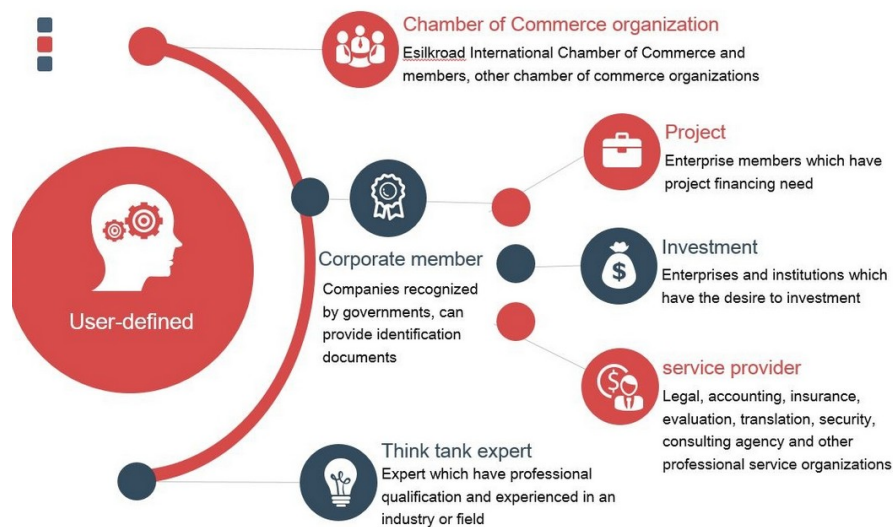 Chamber of Commerce organization
Esilkroad International Chamber of Commerce and
members, other chamber of commerce organizations
Project
Enterprise members which have
project financing need
Corporate member
Companies recognized
by governments, can
provide identification
documents
Investment
Enterprises and institutions which
have the desire to investment
User-defined
service provider
Legal, accounting, insurance,
evaluation, translation, security,
consulting agency and other
professional service organizations
Think tank expert
Expert which have professional
qualification and experienced in an
industry or field